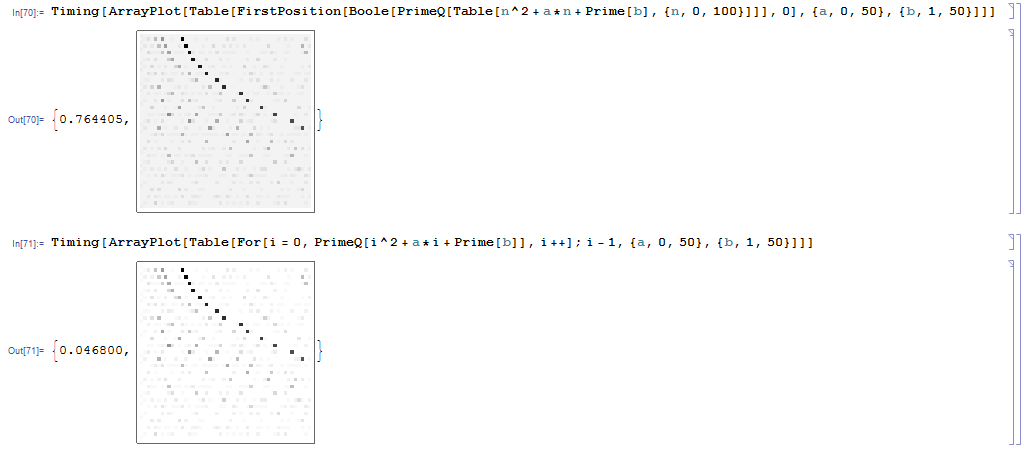 In[70]:= Timing[ArrayPlot[Table[FirstPosition[Boole[PrimeQ[Table[n^2 + a*n + Prime[b], {n, 0, 100}]]], 0], {a, 0, 50}, {b, 1, 50}]]]
Out[70]= {0.764405, }
In[71]:= Timing[ArrayPlot[Table[For[i = 0, PrimeQ[i^2 + a*i + Prime[b]], i++]; i - 1, {a, 0, 50}, {b, 1, 50}]]]
Out[71]= {0.046800, }